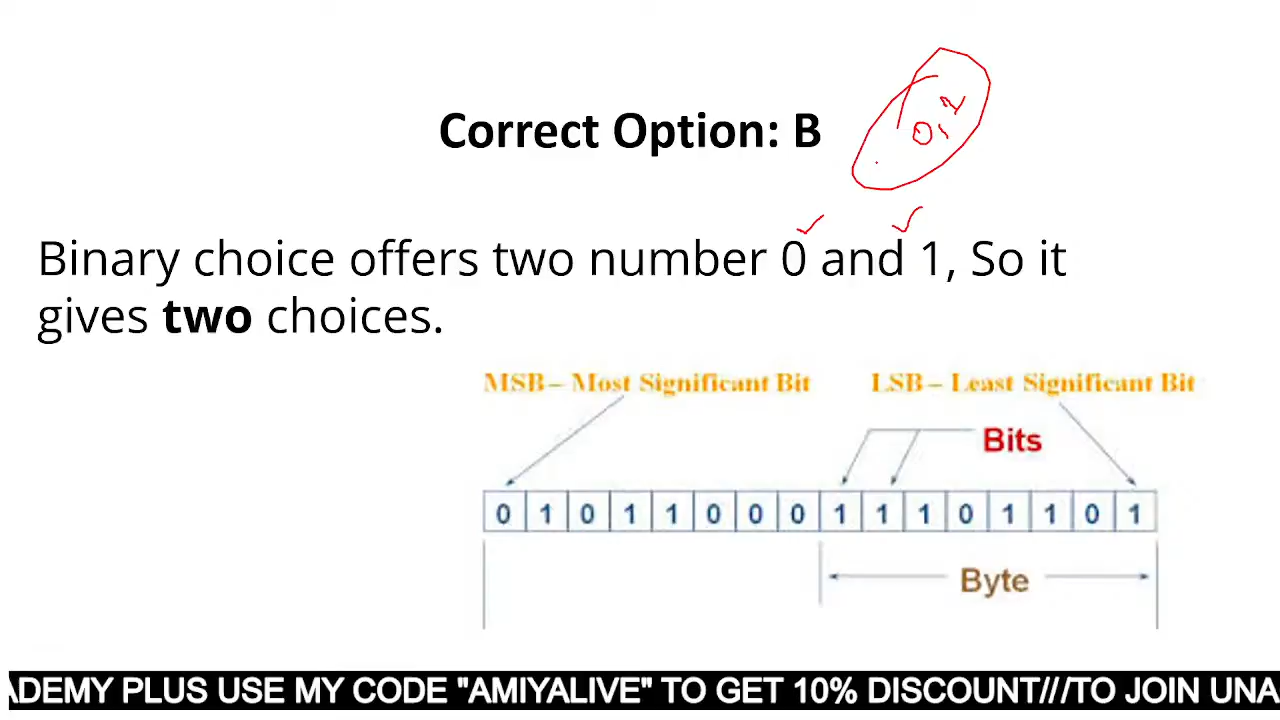 Correct Option: B
0,
Binary choice offers two number 0 and 1, So it
gives two choices.
MSB – Most Significant Bit
LSB – Least Significant Bit
Bits
0 1 0 1 1 0 0 0 1 1 1 0 1 1 0 1
Byte
ADEMY PLUS USE MY CODE "AMIYALIVE" TO GET 10% DISCOUNT///TO JOIN UNA